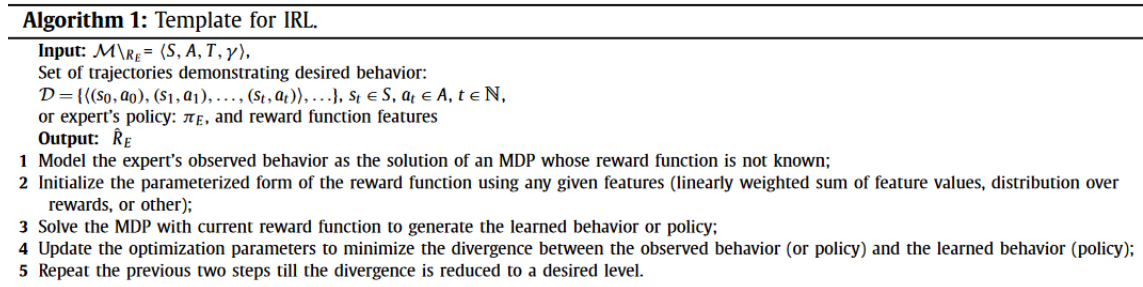 Algorithm 1: Template for IRL.
Input: ℳ\R_E = ⟨S, A, T, γ⟩,
Set of trajectories demonstrating desired behavior:
𝒟 = {⟨(s₀, a₀), (s₁, a₁), . . . , (sₜ, aₜ)⟩, . . .}, sₜ ∈ S, aₜ ∈ A, t ∈ ℕ,
or expert's policy: π_E, and reward function features
Output: R̂_E
1 Model the expert's observed behavior as the solution of an MDP whose reward function is not known;
2 Initialize the parameterized form of the reward function using any given features (linearly weighted sum of feature values, distribution over
rewards, or other);
3 Solve the MDP with current reward function to generate the learned behavior or policy;
4 Update the optimization parameters to minimize the divergence between the observed behavior (or policy) and the learned behavior (policy);
5 Repeat the previous two steps till the divergence is reduced to a desired level.